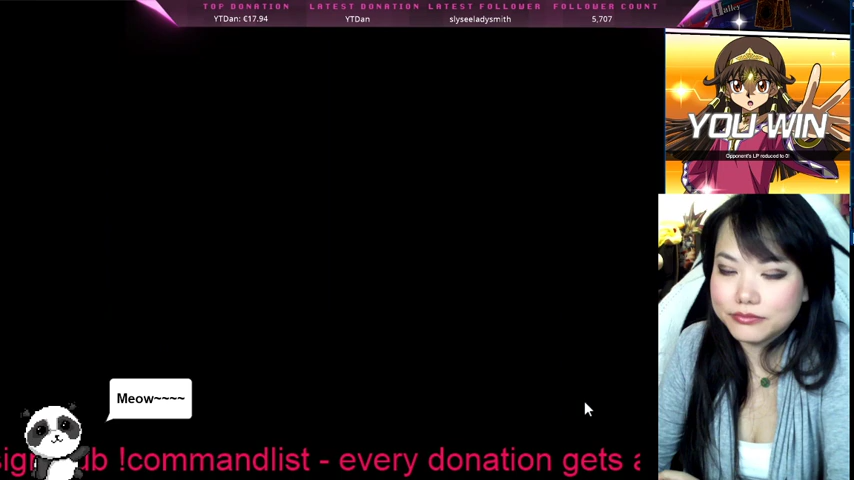 TOP DONATION
YTDan: €17.94
LATEST DONATION
YTDan
LATEST FOLLOWER
slyseeladysmith
FOLLOWER COUNT
5,707
Halley
YOU WIN
Opponent's LP reduced to 0!
Meow~~~~
!commandlist - every donation gets